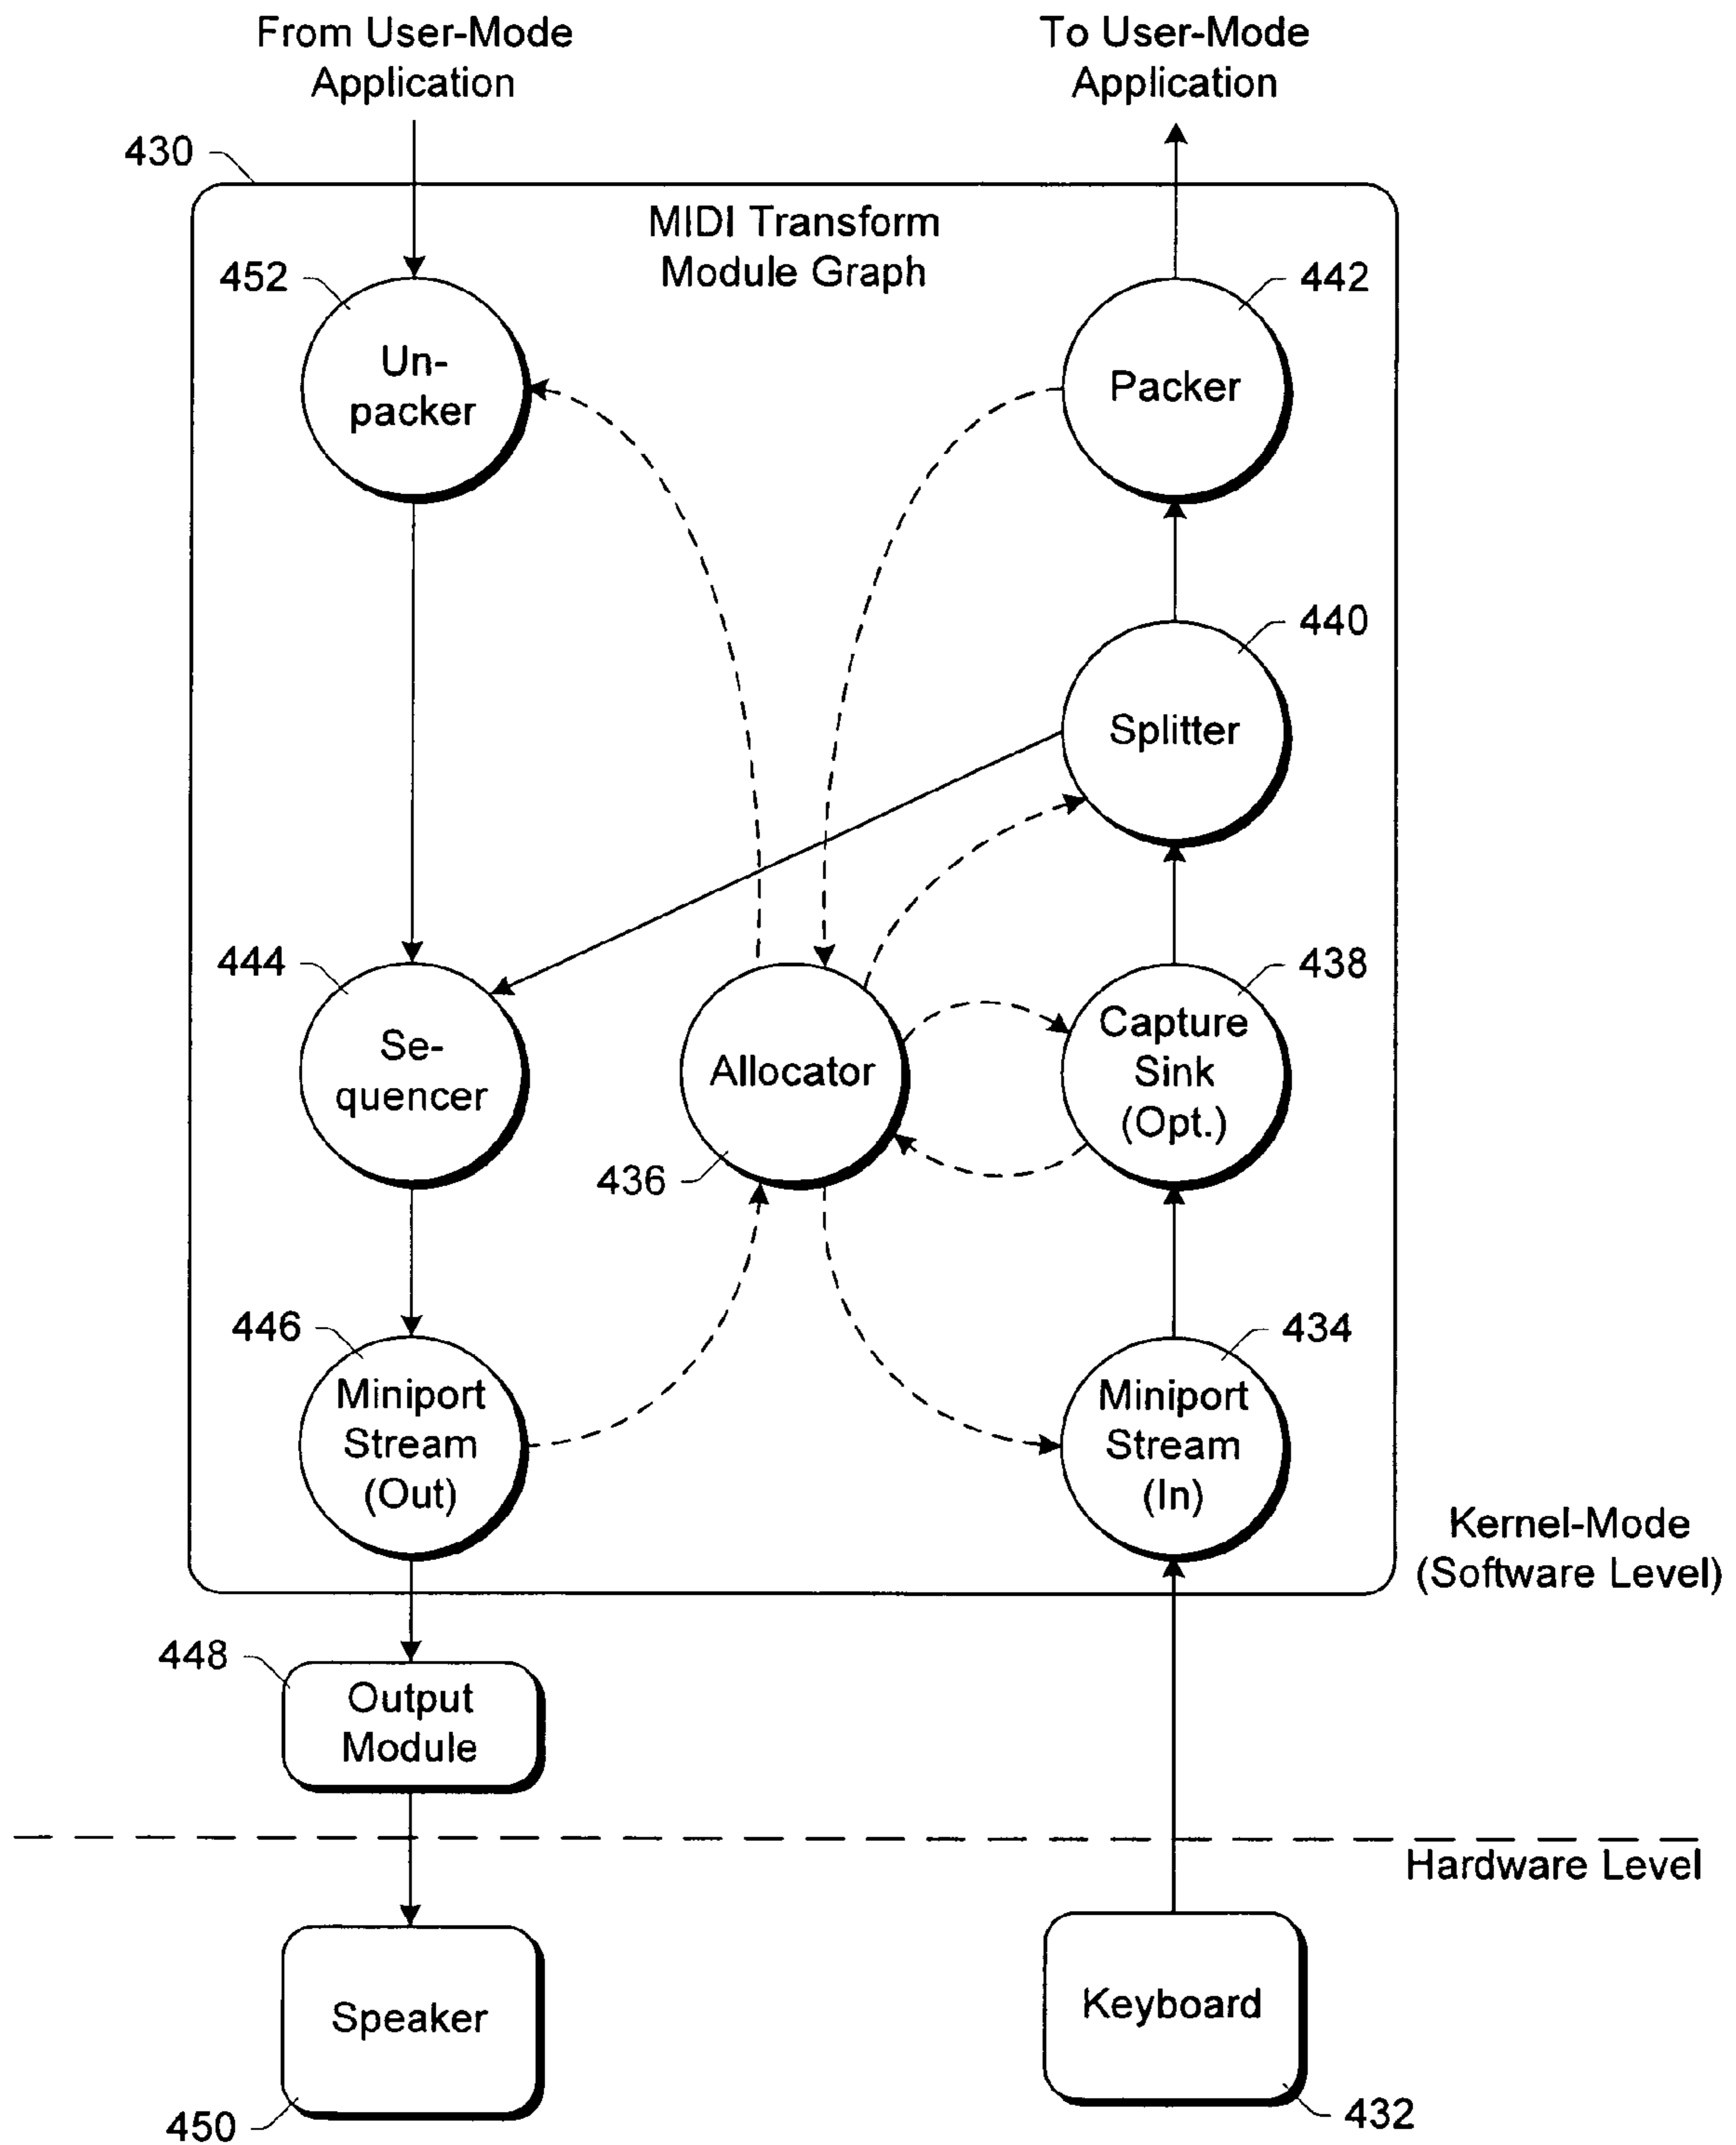 From User-Mode
Application
To User-Mode
Application
430
MIDI Transform
Module Graph
452
Un-
packer
442
Packer
440
Splitter
444
Se-
quencer
Allocator
436
438
Capture
Sink
(Opt.)
446
Miniport
Stream
(Out)
434
Miniport
Stream
(In)
Kernel-Mode
(Software Level)
448
Output
Module
Hardware Level
Speaker
450
Keyboard
432